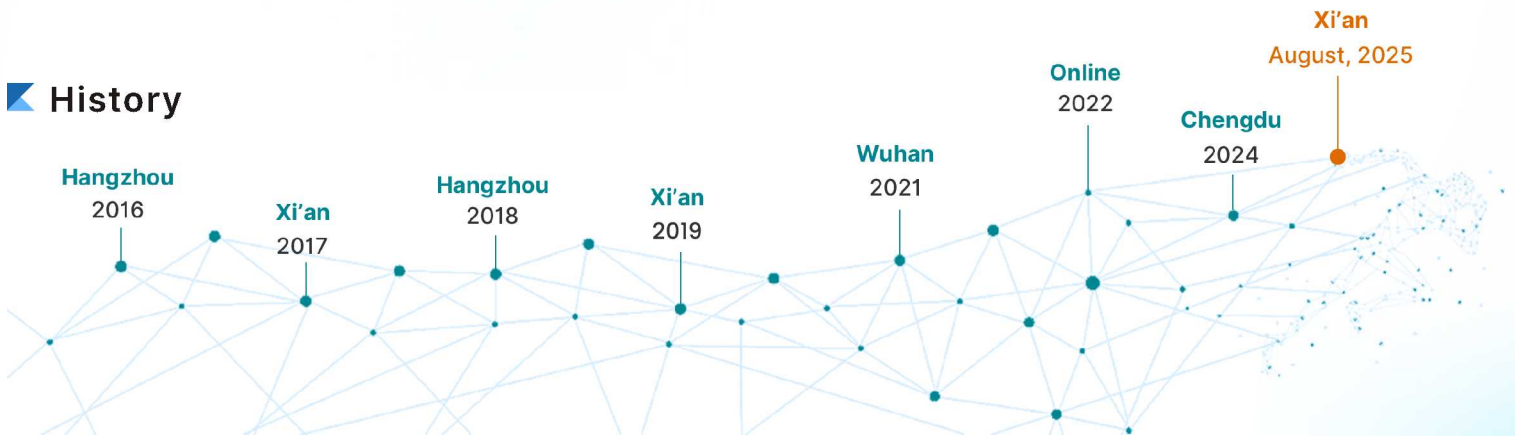 History
Hangzhou
2016
Xi’an
2017
Hangzhou
2018
Xi’an
2019
Wuhan
2021
Online
2022
Chengdu
2024
Xi’an
August, 2025